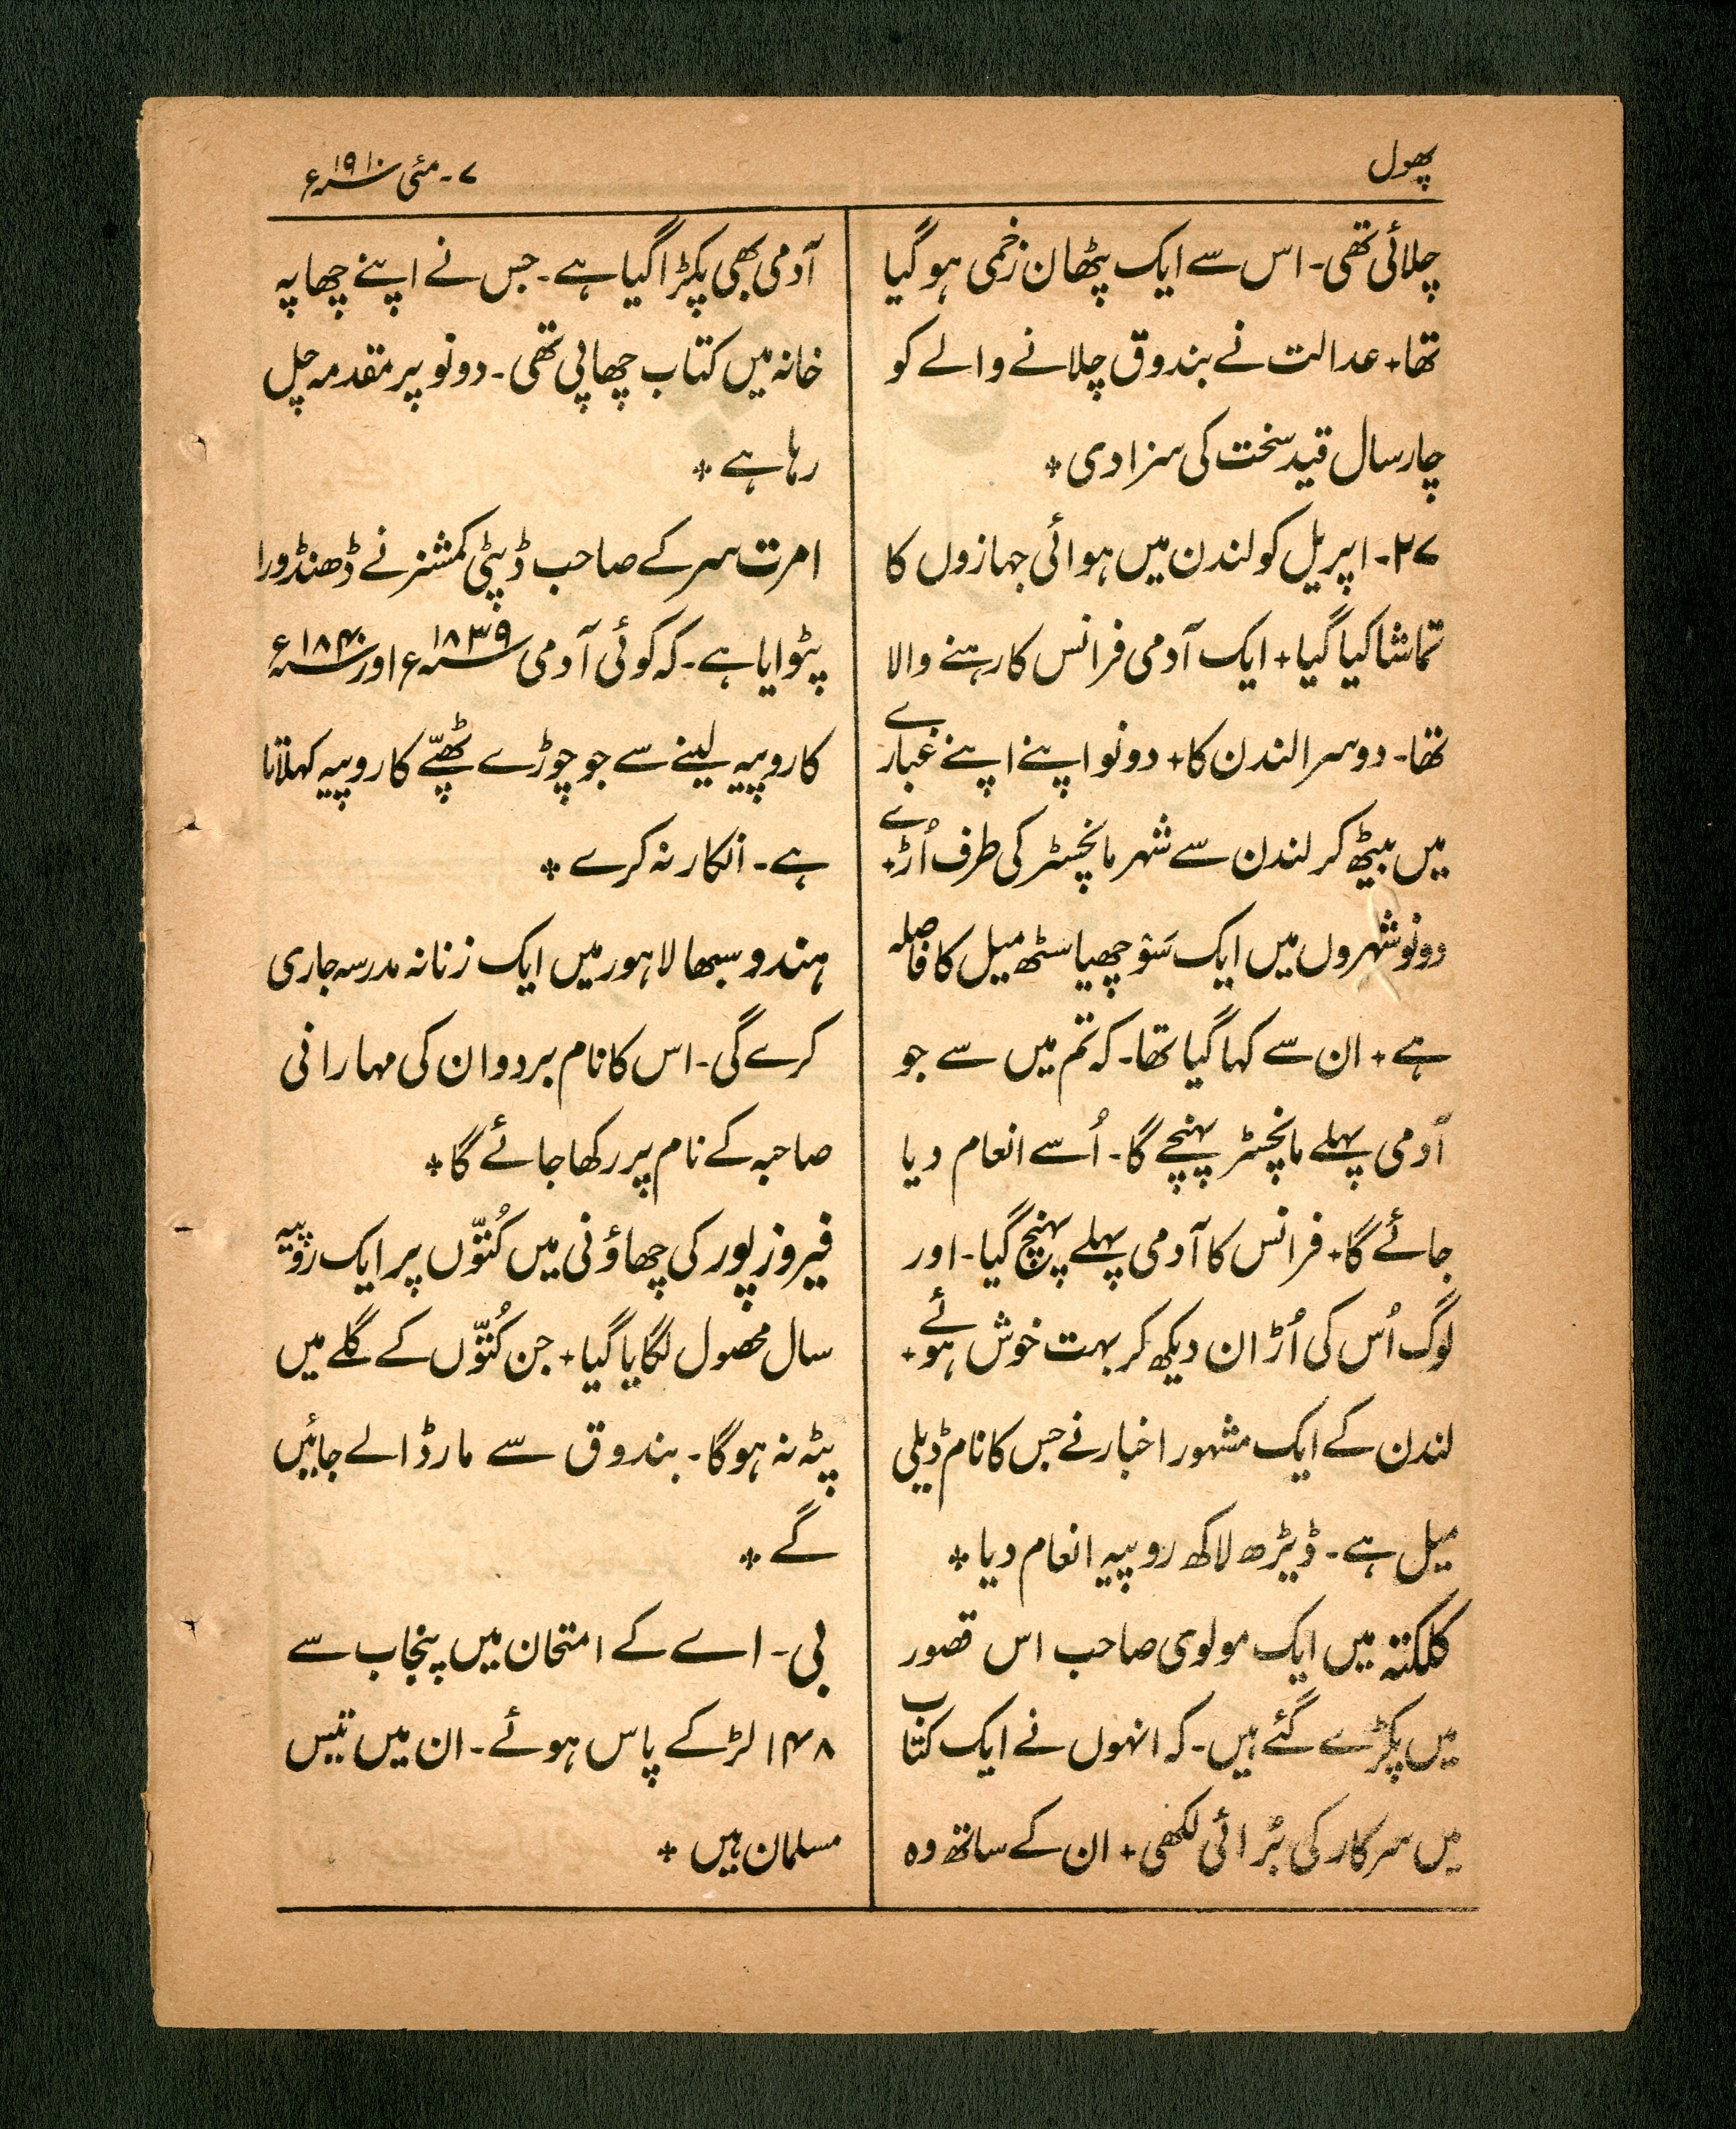 پھول
۷۔ مئی ۱۹۱۰ء
چلائی تھی۔ اس سے ایک پٹھان زخمی ہو گیا
تھا+ عدالت نے بندوق چلانے والے کو
چار سال قید سخت کی سزا دی *
۲۷۔ اپریل کو لندن میں ہوائی جہازوں کا
تماشا کیا گیا+ ایک آدمی فرانس کا رہنے والا
تھا۔ دوسرا لندن کا+ دونو اپنے اپنے غبارے
میں بیٹھ کر لندن سے شہر مانچسٹر کی طرف اُڑے+
دونو شہروں میں ایک سَو چھیاسٹھ میل کا فاصلہ
ہے+ ان سے کہا گیا تھا۔ کہ تم میں سے جو
آدمی پہلے مانچسٹر پہنچے گا۔ اُسے انعام دیا
جائے گا+ فرانس کا آدمی پہلے پہنچ گیا۔ اور
لوگ اُس کی اُڑان دیکھ کر بہت خوش ہوئے+
لندن کے ایک مشہور اخبار نے جس کا نام ڈیلی
میل ہے۔ ڈیڑھ لاکھ روپیہ انعام دیا *
کلکتہ میں ایک مولوی صاحب اس قصور
میں پکڑے گئے ہیں۔ کہ انہوں نے ایک کتاب
میں سرکار کی بُرائی لکھی+ ان کے ساتھ وہ
آدمی بھی پکڑا گیا ہے۔ جس نے اپنے چھاپہ
خانہ میں کتاب چھاپی تھی۔ دونو پر مقدمہ چل
رہا ہے *
امرت سر کے صاحب ڈپٹی کمشنر نے ڈھنڈورا
پٹوایا ہے۔ کہ کوئی آدمی ۱۸۳۹ء اور ۱۸۴۰ء
کا روپیہ لینے سے جو چوڑے ٹھپّے کا روپیہ کہلاتا
ہے۔ انکار نہ کرے *
ہندو سبھا لاہور میں ایک زنانہ مدرسہ جاری
کرے گی۔ اس کا نام بردوان کی مہارانی
صاحبہ کے نام پر رکھا جائے گا *
فیروز پور کی چھاؤنی میں کُتّوں پر ایک روپیہ
سال محصول لگایا گیا+ جن کُتّوں کے گلے میں
پٹہ نہ ہوگا۔ بندوق سے مار ڈالے جائیں
گے *
بی۔ اے کے امتحان میں پنجاب سے
۱۴۸ لڑکے پاس ہوئے۔ ان میں تیس
مسلمان ہیں *